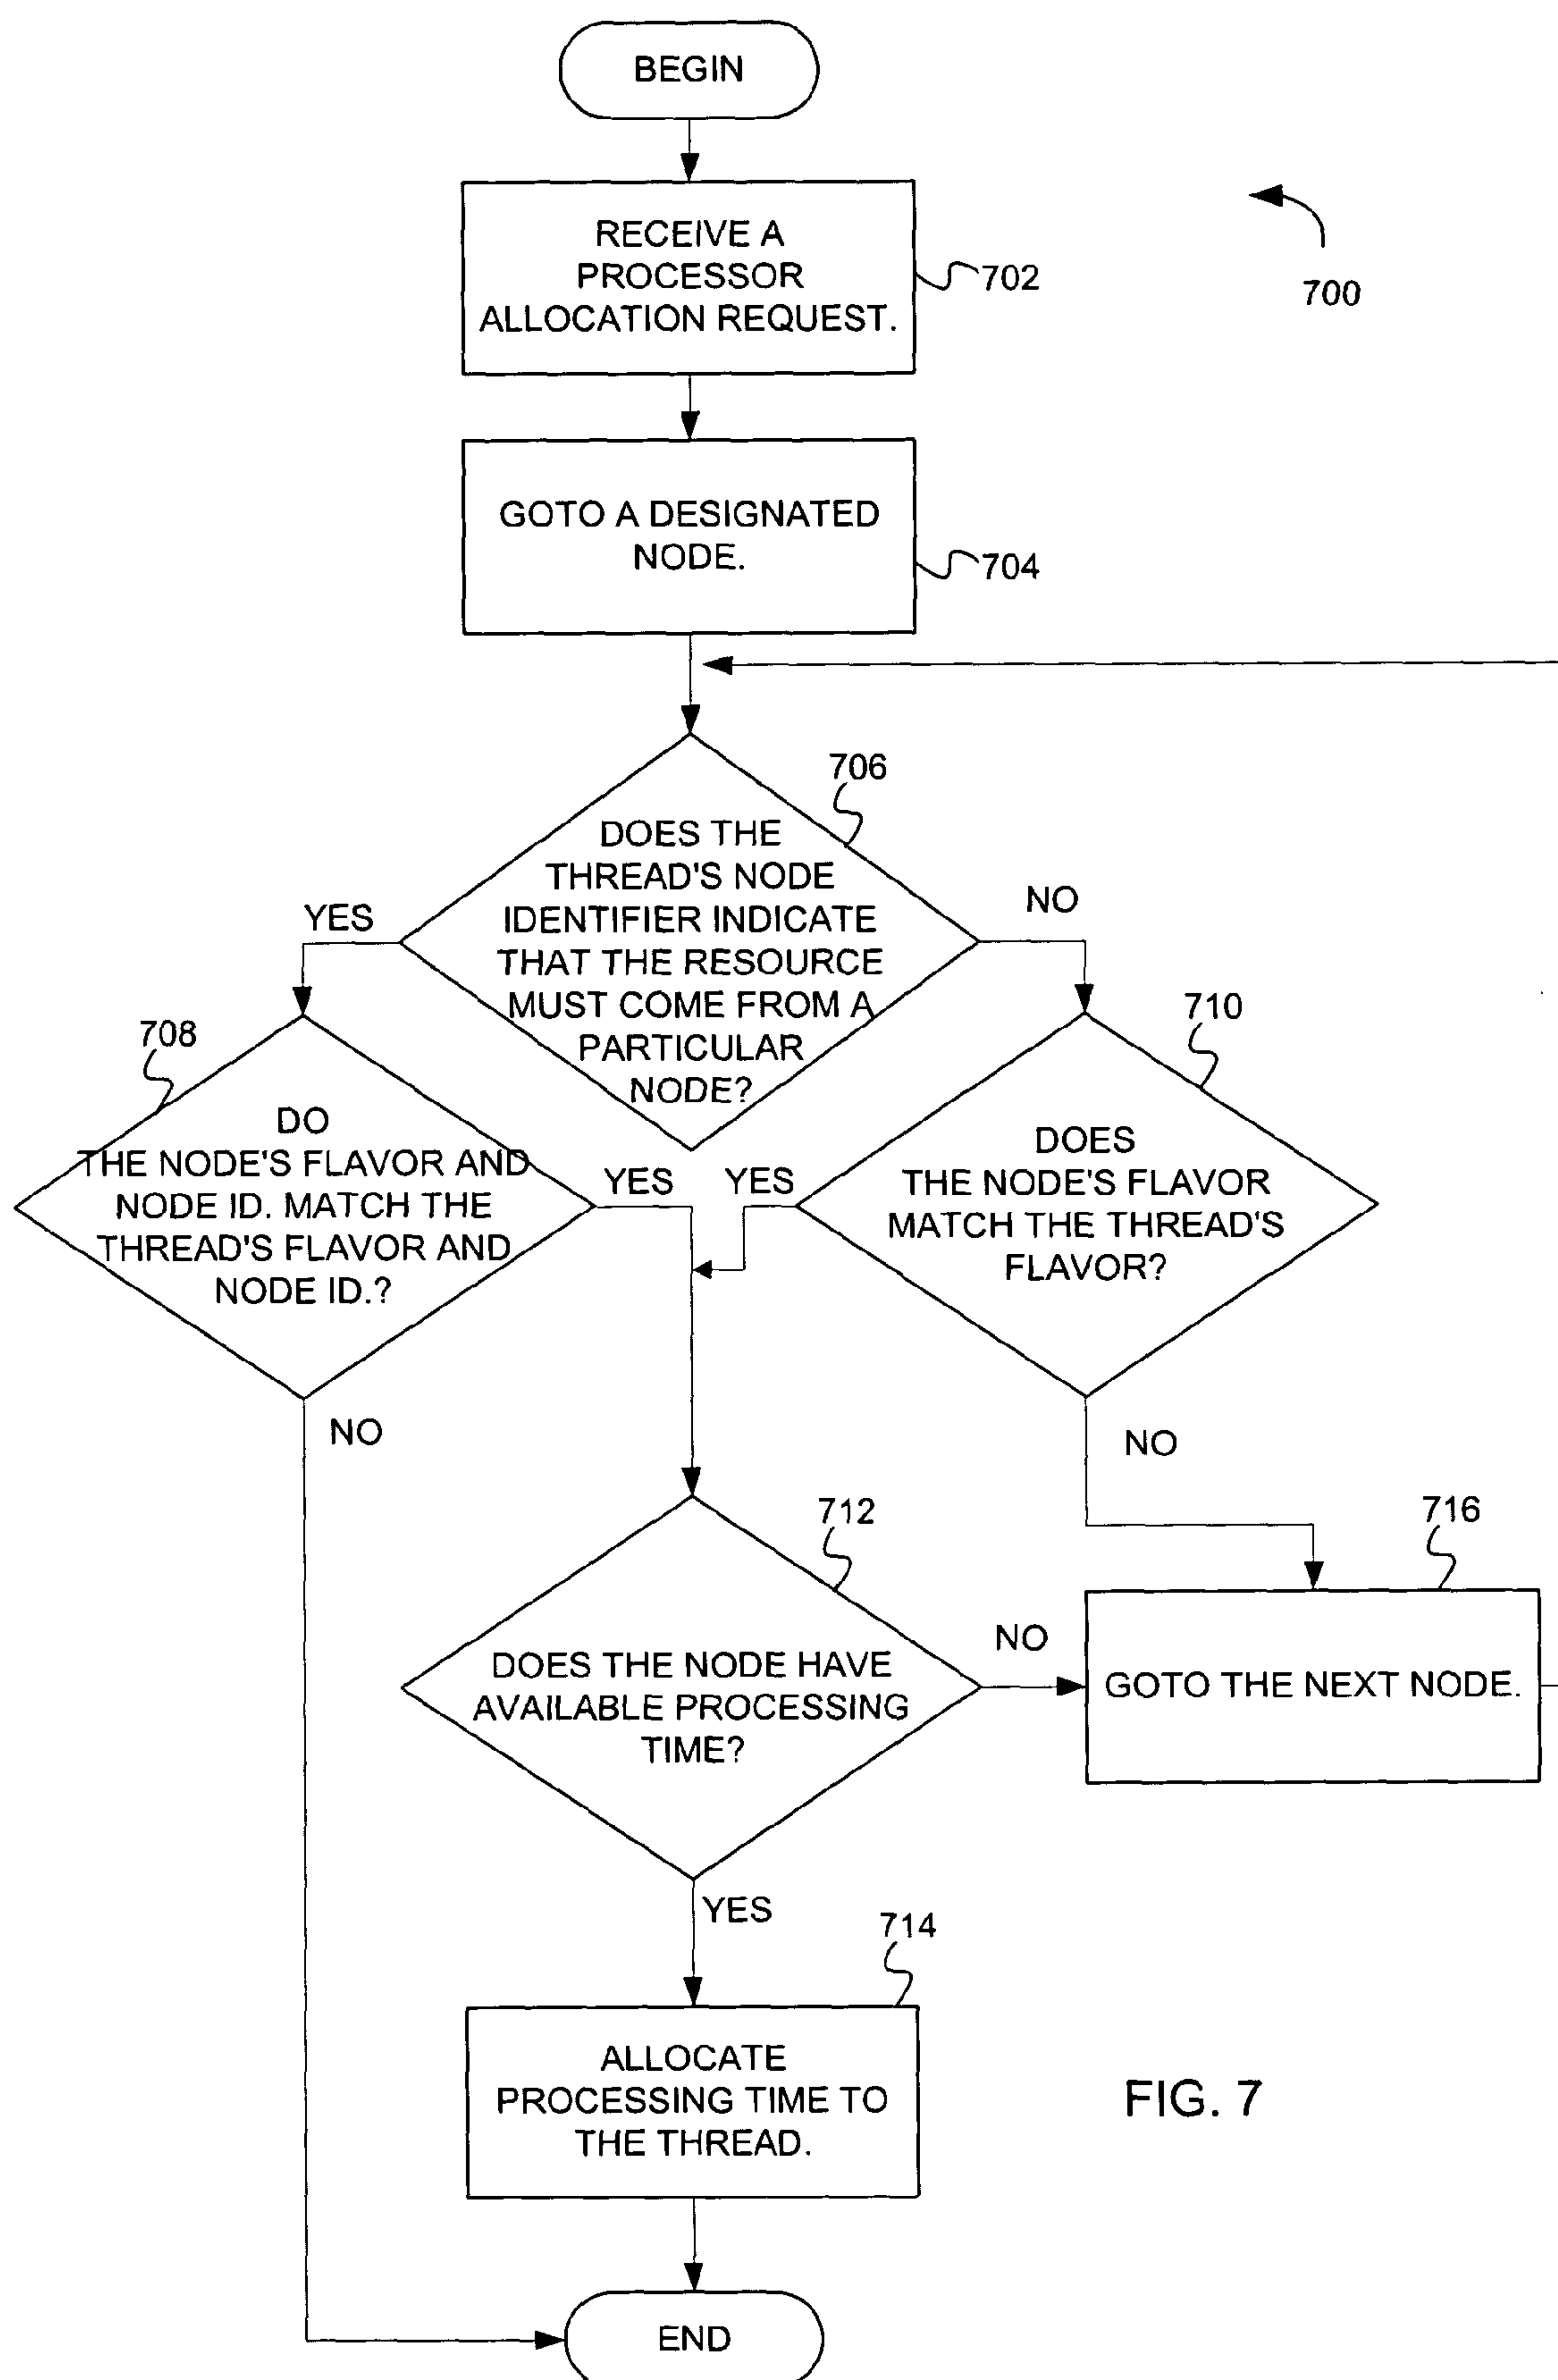 BEGIN
RECEIVE A
PROCESSOR
ALLOCATION REQUEST.
702
700
GOTO A DESIGNATED
NODE.
704
706
DOES THE
THREAD'S NODE
IDENTIFIER INDICATE
THAT THE RESOURCE
MUST COME FROM A
PARTICULAR
NODE?
YES
NO
708
DO
THE NODE'S FLAVOR AND
NODE ID. MATCH THE
THREAD'S FLAVOR AND
NODE ID.?
YES
NO
710
DOES
THE NODE'S FLAVOR
MATCH THE THREAD'S
FLAVOR?
YES
NO
712
DOES THE NODE HAVE
AVAILABLE PROCESSING
TIME?
NO
716
GOTO THE NEXT NODE.
YES
714
ALLOCATE
PROCESSING TIME TO
THE THREAD.
FIG. 7
END